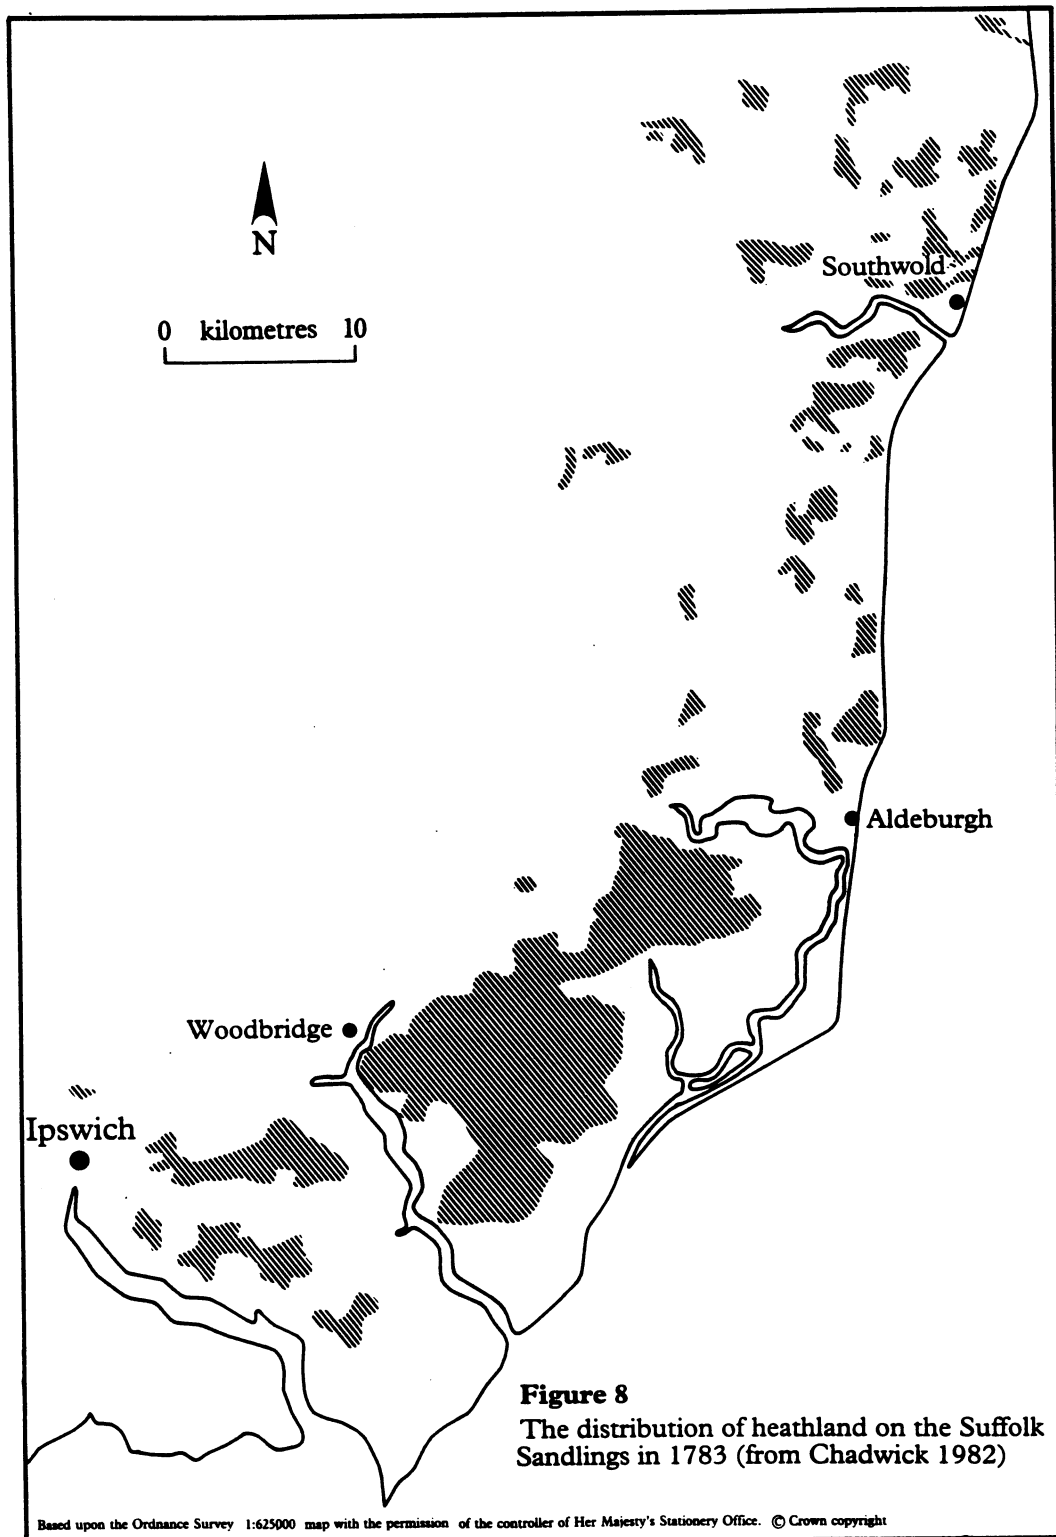 N
0 kilometres 10
Southwold
Aldeburgh
Woodbridge
Ipswich
Figure 8
The distribution of heathland on the Suffolk
Sandlings in 1783 (from Chadwick 1982)
Based upon the Ordnance Survey 1:625000 map with the permission of the controller of Her Majesty's Stationery Office. © Crown copyright